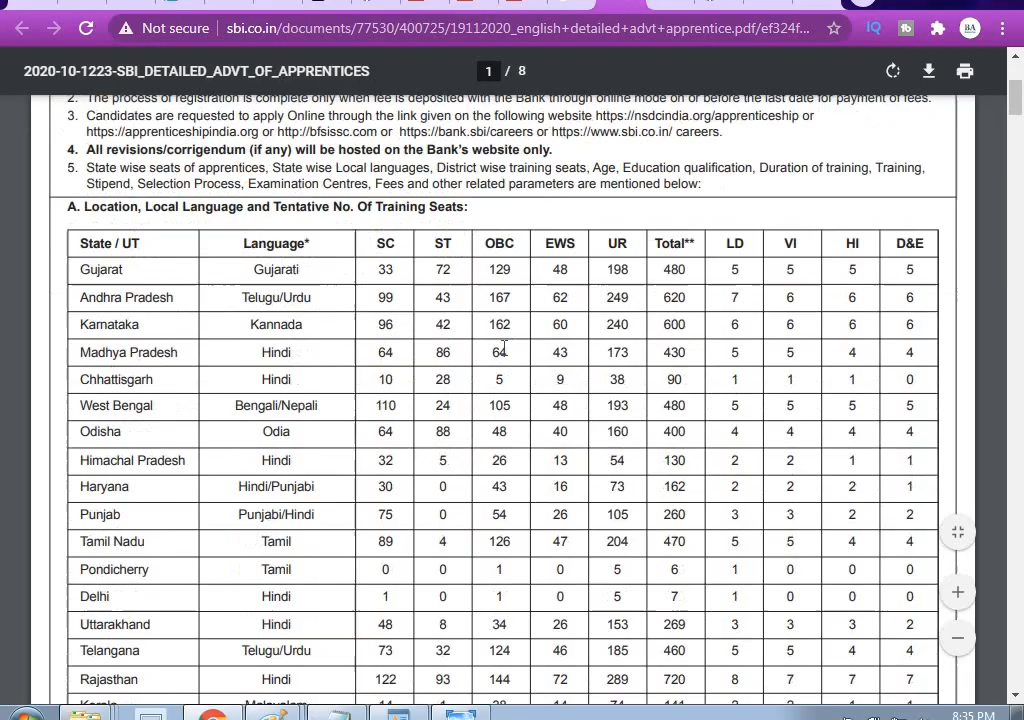 Not secure | sbi.co.in/documents/77530/400725/19112020_english+detailed+advt+apprentice.pdf/ef324f...
2020-10-1223-SBI_DETAILED_ADVT_OF_APPRENTICES 1 / 8
2. The process of registration is complete only when fee is deposited with the Bank through online mode on or before the last date for payment of fees.
3. Candidates are requested to apply Online through the link given on the following website https://nsdcindia.org/apprenticeship or
https://apprenticeshipindia.org or http://bfsissc.com or https://bank.sbi/careers or https://www.sbi.co.in/ careers.
4. All revisions/corrigendum (if any) will be hosted on the Bank's website only.
5. State wise seats of apprentices, State wise Local languages, District wise training seats, Age, Education qualification, Duration of training, Training,
Stipend, Selection Process, Examination Centres, Fees and other related parameters are mentioned below:
A. Location, Local Language and Tentative No. Of Training Seats:
State / UT Language* SC ST OBC EWS UR Total** LD VI HI D&E
Gujarat Gujarati 33 72 129 48 198 480 5 5 5 5
Andhra Pradesh Telugu/Urdu 99 43 167 62 249 620 7 6 6 6
Karnataka Kannada 96 42 162 60 240 600 6 6 6 6
Madhya Pradesh Hindi 64 86 64 43 173 430 5 5 4 4
Chhattisgarh Hindi 10 28 5 9 38 90 1 1 1 0
West Bengal Bengali/Nepali 110 24 105 48 193 480 5 5 5 5
Odisha Odia 64 88 48 40 160 400 4 4 4 4
Himachal Pradesh Hindi 32 5 26 13 54 130 2 2 1 1
Haryana Hindi/Punjabi 30 0 43 16 73 162 2 2 2 1
Punjab Punjabi/Hindi 75 0 54 26 105 260 3 3 2 2
Tamil Nadu Tamil 89 4 126 47 204 470 5 5 4 4
Pondicherry Tamil 0 0 1 0 5 6 1 0 0 0
Delhi Hindi 1 0 1 0 5 7 1 0 0 0
Uttarakhand Hindi 48 8 34 26 153 269 3 3 3 2
Telangana Telugu/Urdu 73 32 124 46 185 460 5 5 4 4
Rajasthan Hindi 122 93 144 72 289 720 8 7 7 7
8:35 PM